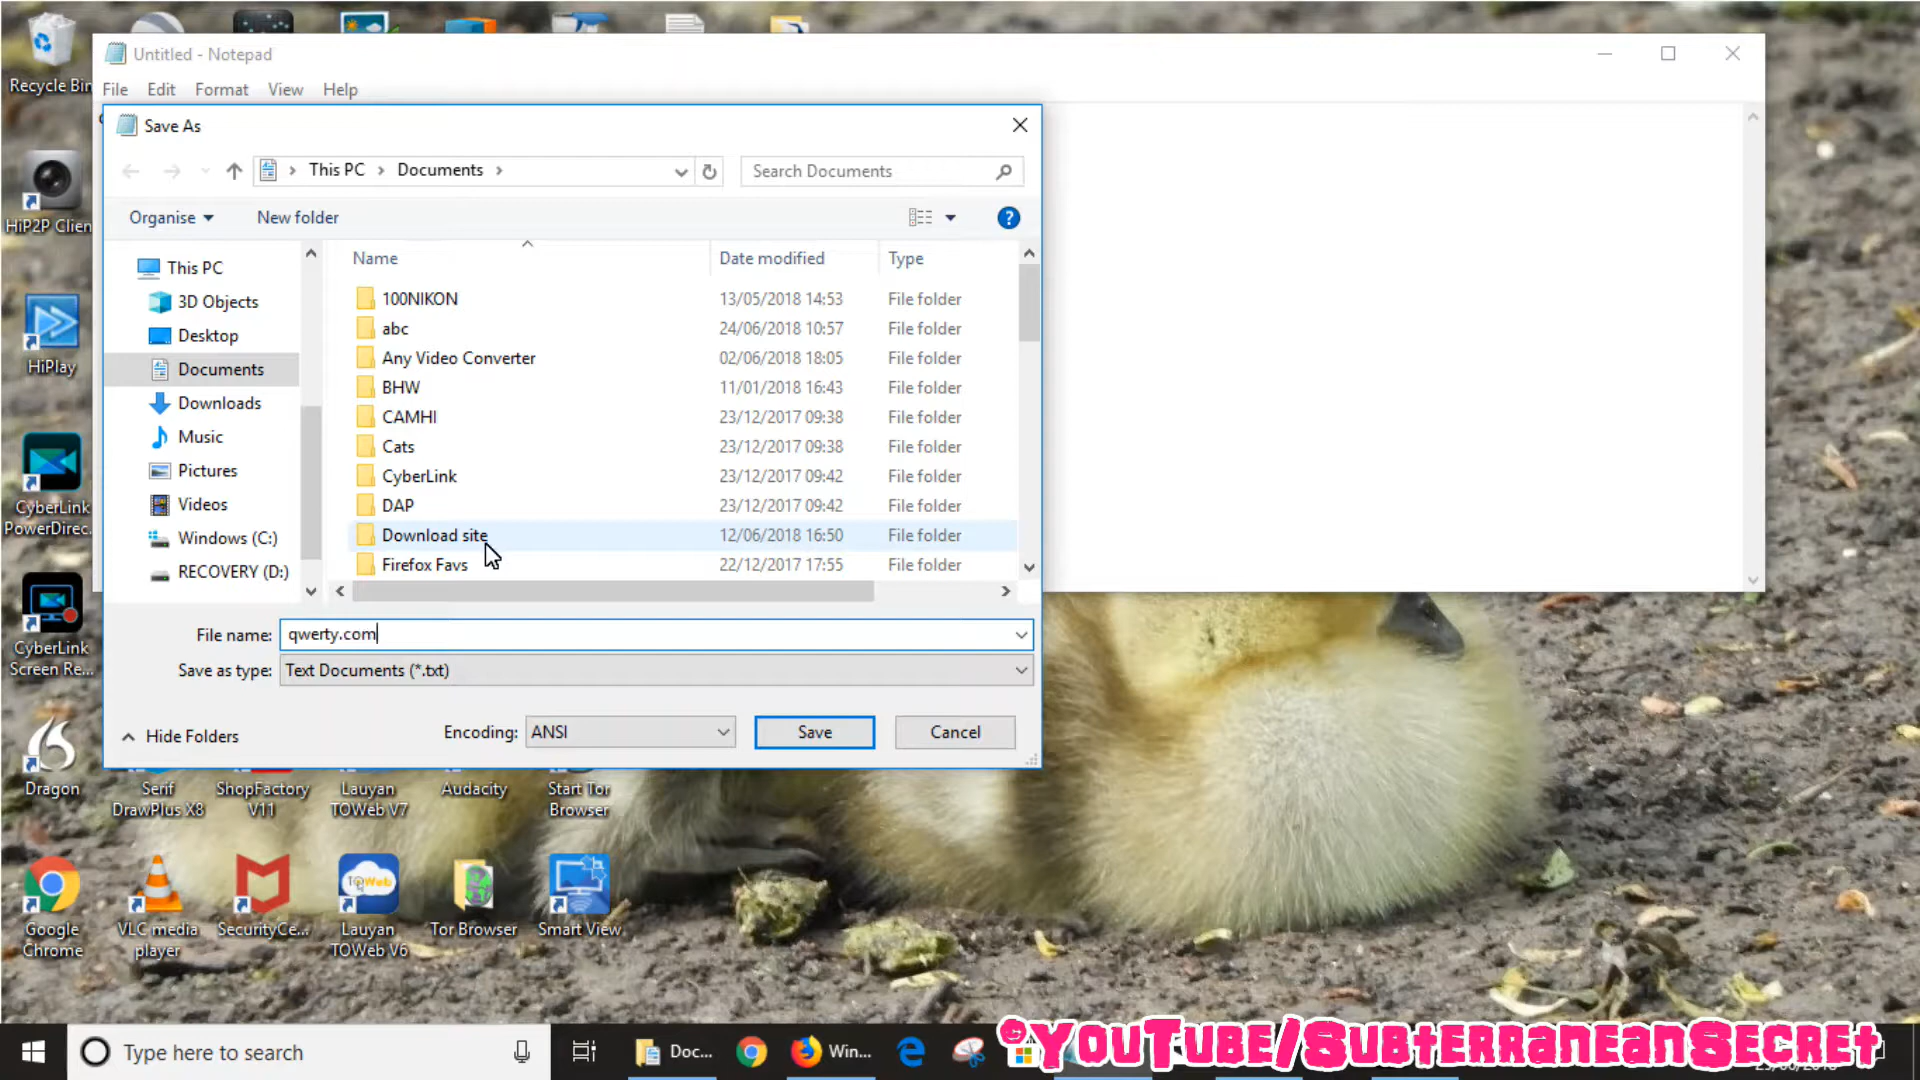 Recycle Bin
HiP2P Clien
HiPlay
CyberLink
PowerDirec...
CyberLink
Screen Re...
Dragon
Untitled - Notepad
File Edit Format View Help
Save As
This PC Documents
Search Documents
Organise
New folder
This PC
3D Objects
Desktop
Documents
Downloads
Music
Pictures
Videos
Windows (C:)
RECOVERY (D:)
Name Date modified Type
100NIKON 13/05/2018 14:53 File folder
abc 24/06/2018 10:57 File folder
Any Video Converter 02/06/2018 18:05 File folder
BHW 11/01/2018 16:43 File folder
CAMHI 23/12/2017 09:38 File folder
Cats 23/12/2017 09:38 File folder
CyberLink 23/12/2017 09:42 File folder
DAP 23/12/2017 09:42 File folder
Download site 12/06/2018 16:50 File folder
Firefox Favs 22/12/2017 17:55 File folder
File name: qwerty.com
Save as type: Text Documents (*.txt)
Hide Folders
Encoding: ANSI
Save
Cancel
Serif
DrawPlus X8
ShopFactory
V11
Lauyan
TOWeb V7
Audacity
Start Tor
Browser
Google
Chrome
VLC media
player
SecurityCe...
TOWeb
Lauyan
TOWeb V6
Tor Browser
Smart View
Type here to search
Doc...
Win...
@YouTube/SubterraneanSecret